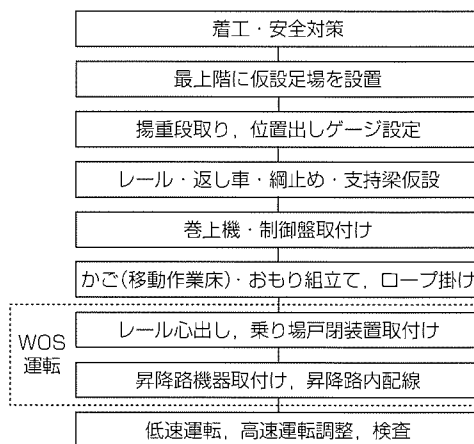 着工・安全対策
最上階に仮設足場を設置
揚重段取り，位置出しゲージ設定
レール・返し車・綱止め・支持梁仮設
巻上機・制御盤取付け
かご(移動作業床)・おもり組立て，ロープ掛け
WOS
運転
レール心出し，乗り場戸閉装置取付け
昇降路機器取付け，昇降路内配線
低速運転，高速運転調整，検査